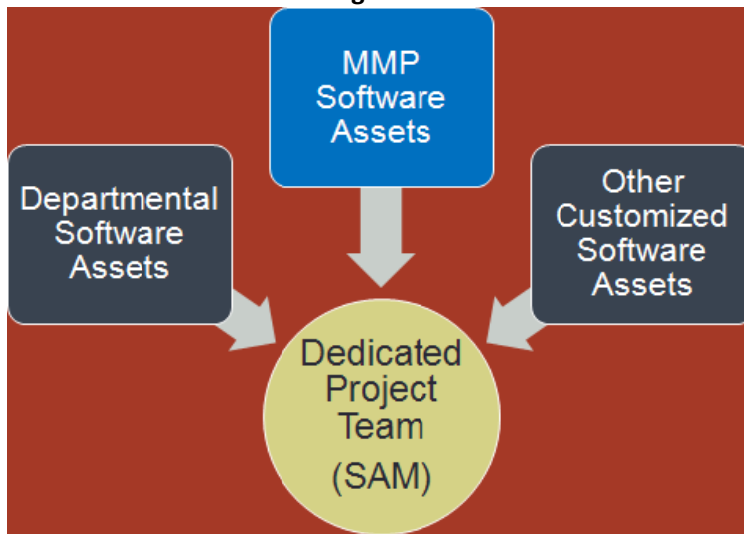 MMP
Software
Assets
Departmental
Software
Assets
Other
Customized
Software
Assets
Dedicated
Project
Team
(SAM)